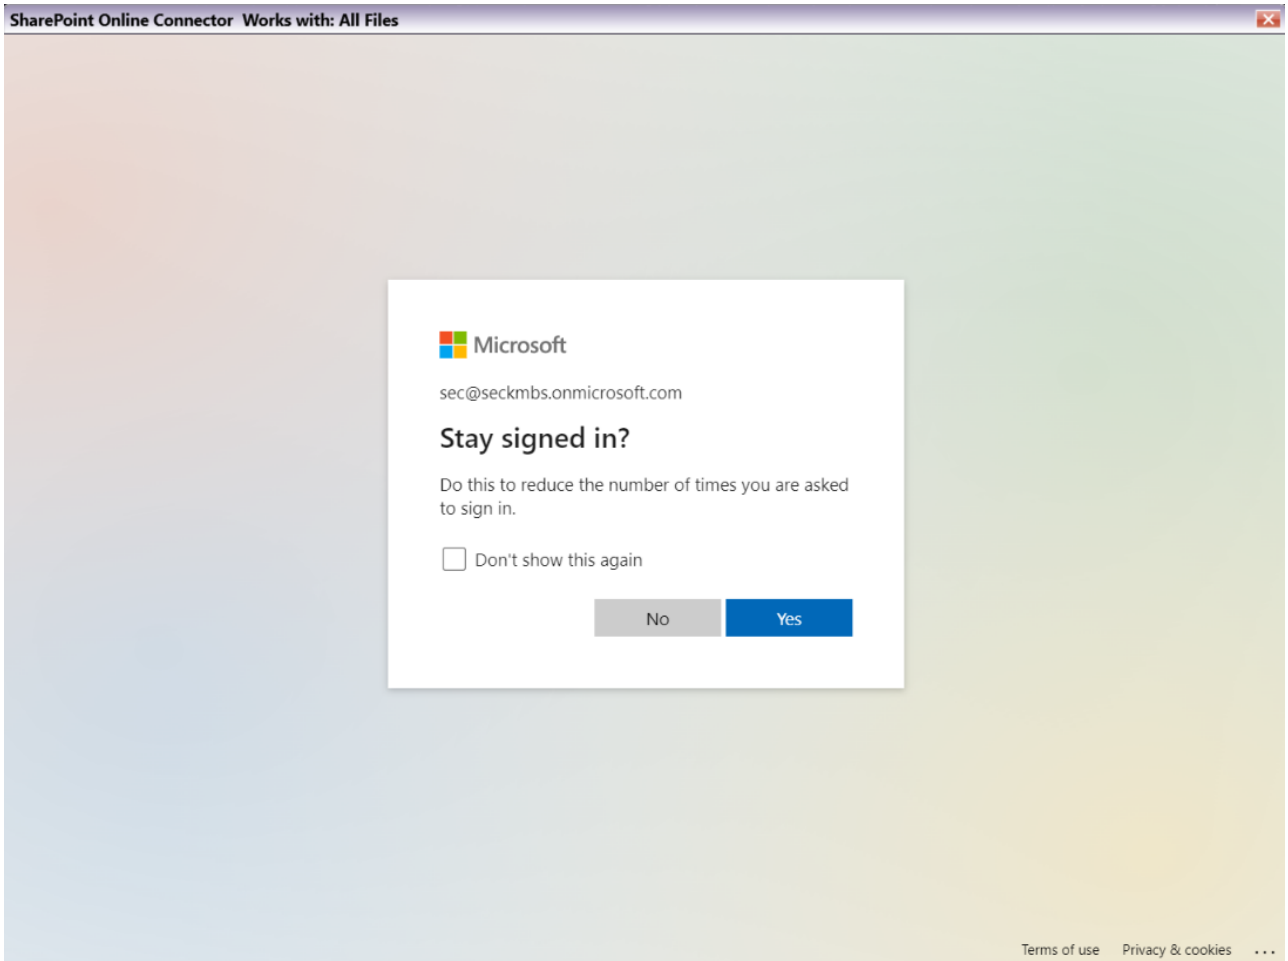 SharePoint Online Connector  Works with: All Files
Microsoft
sec@seckmbs.onmicrosoft.com
Stay signed in?
Do this to reduce the number of times you are asked
to sign in.
Don't show this again
No
Yes
Terms of use
Privacy & cookies
...